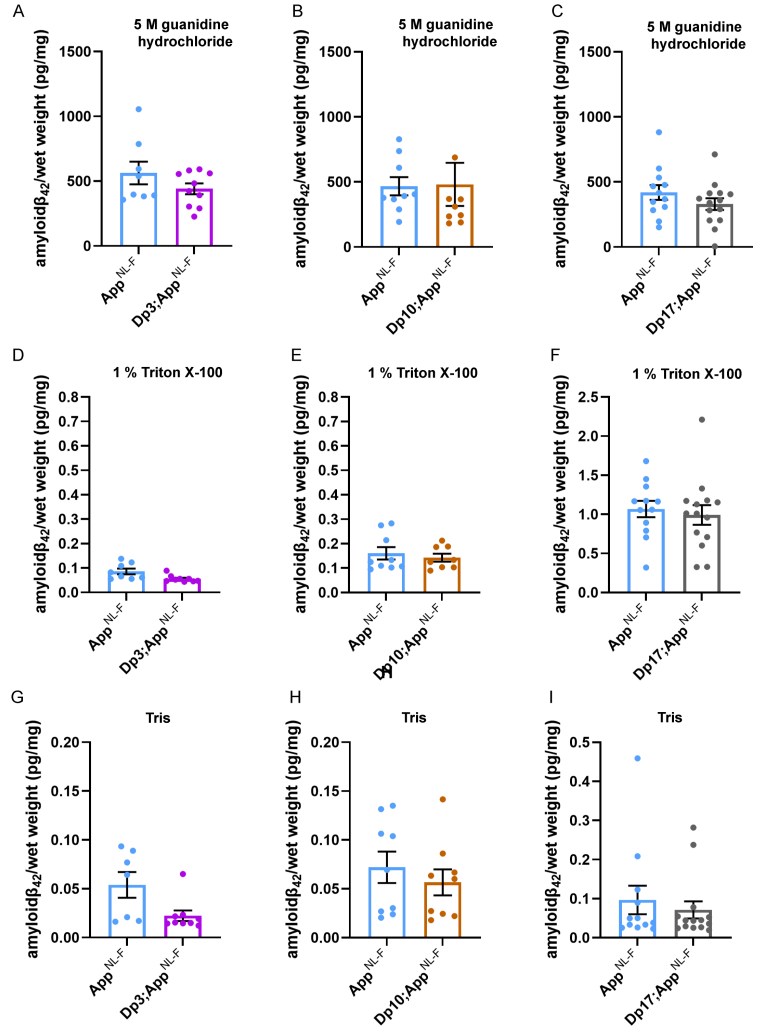 A
5 M guanidine
hydrochloride
amyloidβ42/wet weight (pg/mg)
1500
1000
500
0
App NL-F
Dp3;App NL-F
B
5 M guanidine
hydrochloride
amyloidβ42/wet weight (pg/mg)
1500
1000
500
0
App NL-F
Dp10;App NL-F
C
5 M guanidine
hydrochloride
amyloidβ42/wet weight (pg/mg)
1500
1000
500
0
App NL-F
Dp17;App NL-F
D
1 % Triton X-100
amyloidβ42/wet weight (pg/mg)
0.8
0.7
0.6
0.5
0.4
0.3
0.2
0.1
0.0
App NL-F
Dp3;App NL-F
E
1 % Triton X-100
amyloidβ42/wet weight (pg/mg)
0.8
0.7
0.6
0.5
0.4
0.3
0.2
0.1
0.0
App NL-F
Dp10;App NL-F
H
F
1 % Triton X-100
amyloidβ42/wet weight (pg/mg)
2.5
2.0
1.5
1.0
0.5
0.0
App NL-F
Dp17;App NL-F
G
Tris
amyloidβ42/wet weight (pg/mg)
0.20
0.15
0.10
0.05
0.00
App NL-F
Dp3;App NL-F
H
Tris
amyloidβ42/wet weight (pg/mg)
0.20
0.15
0.10
0.05
0.00
App NL-F
Dp10;App NL-F
I
Tris
amyloidβ42/wet weight (pg/mg)
0.5
0.4
0.3
0.2
0.1
0.0
App NL-F
Dp17;App NL-F